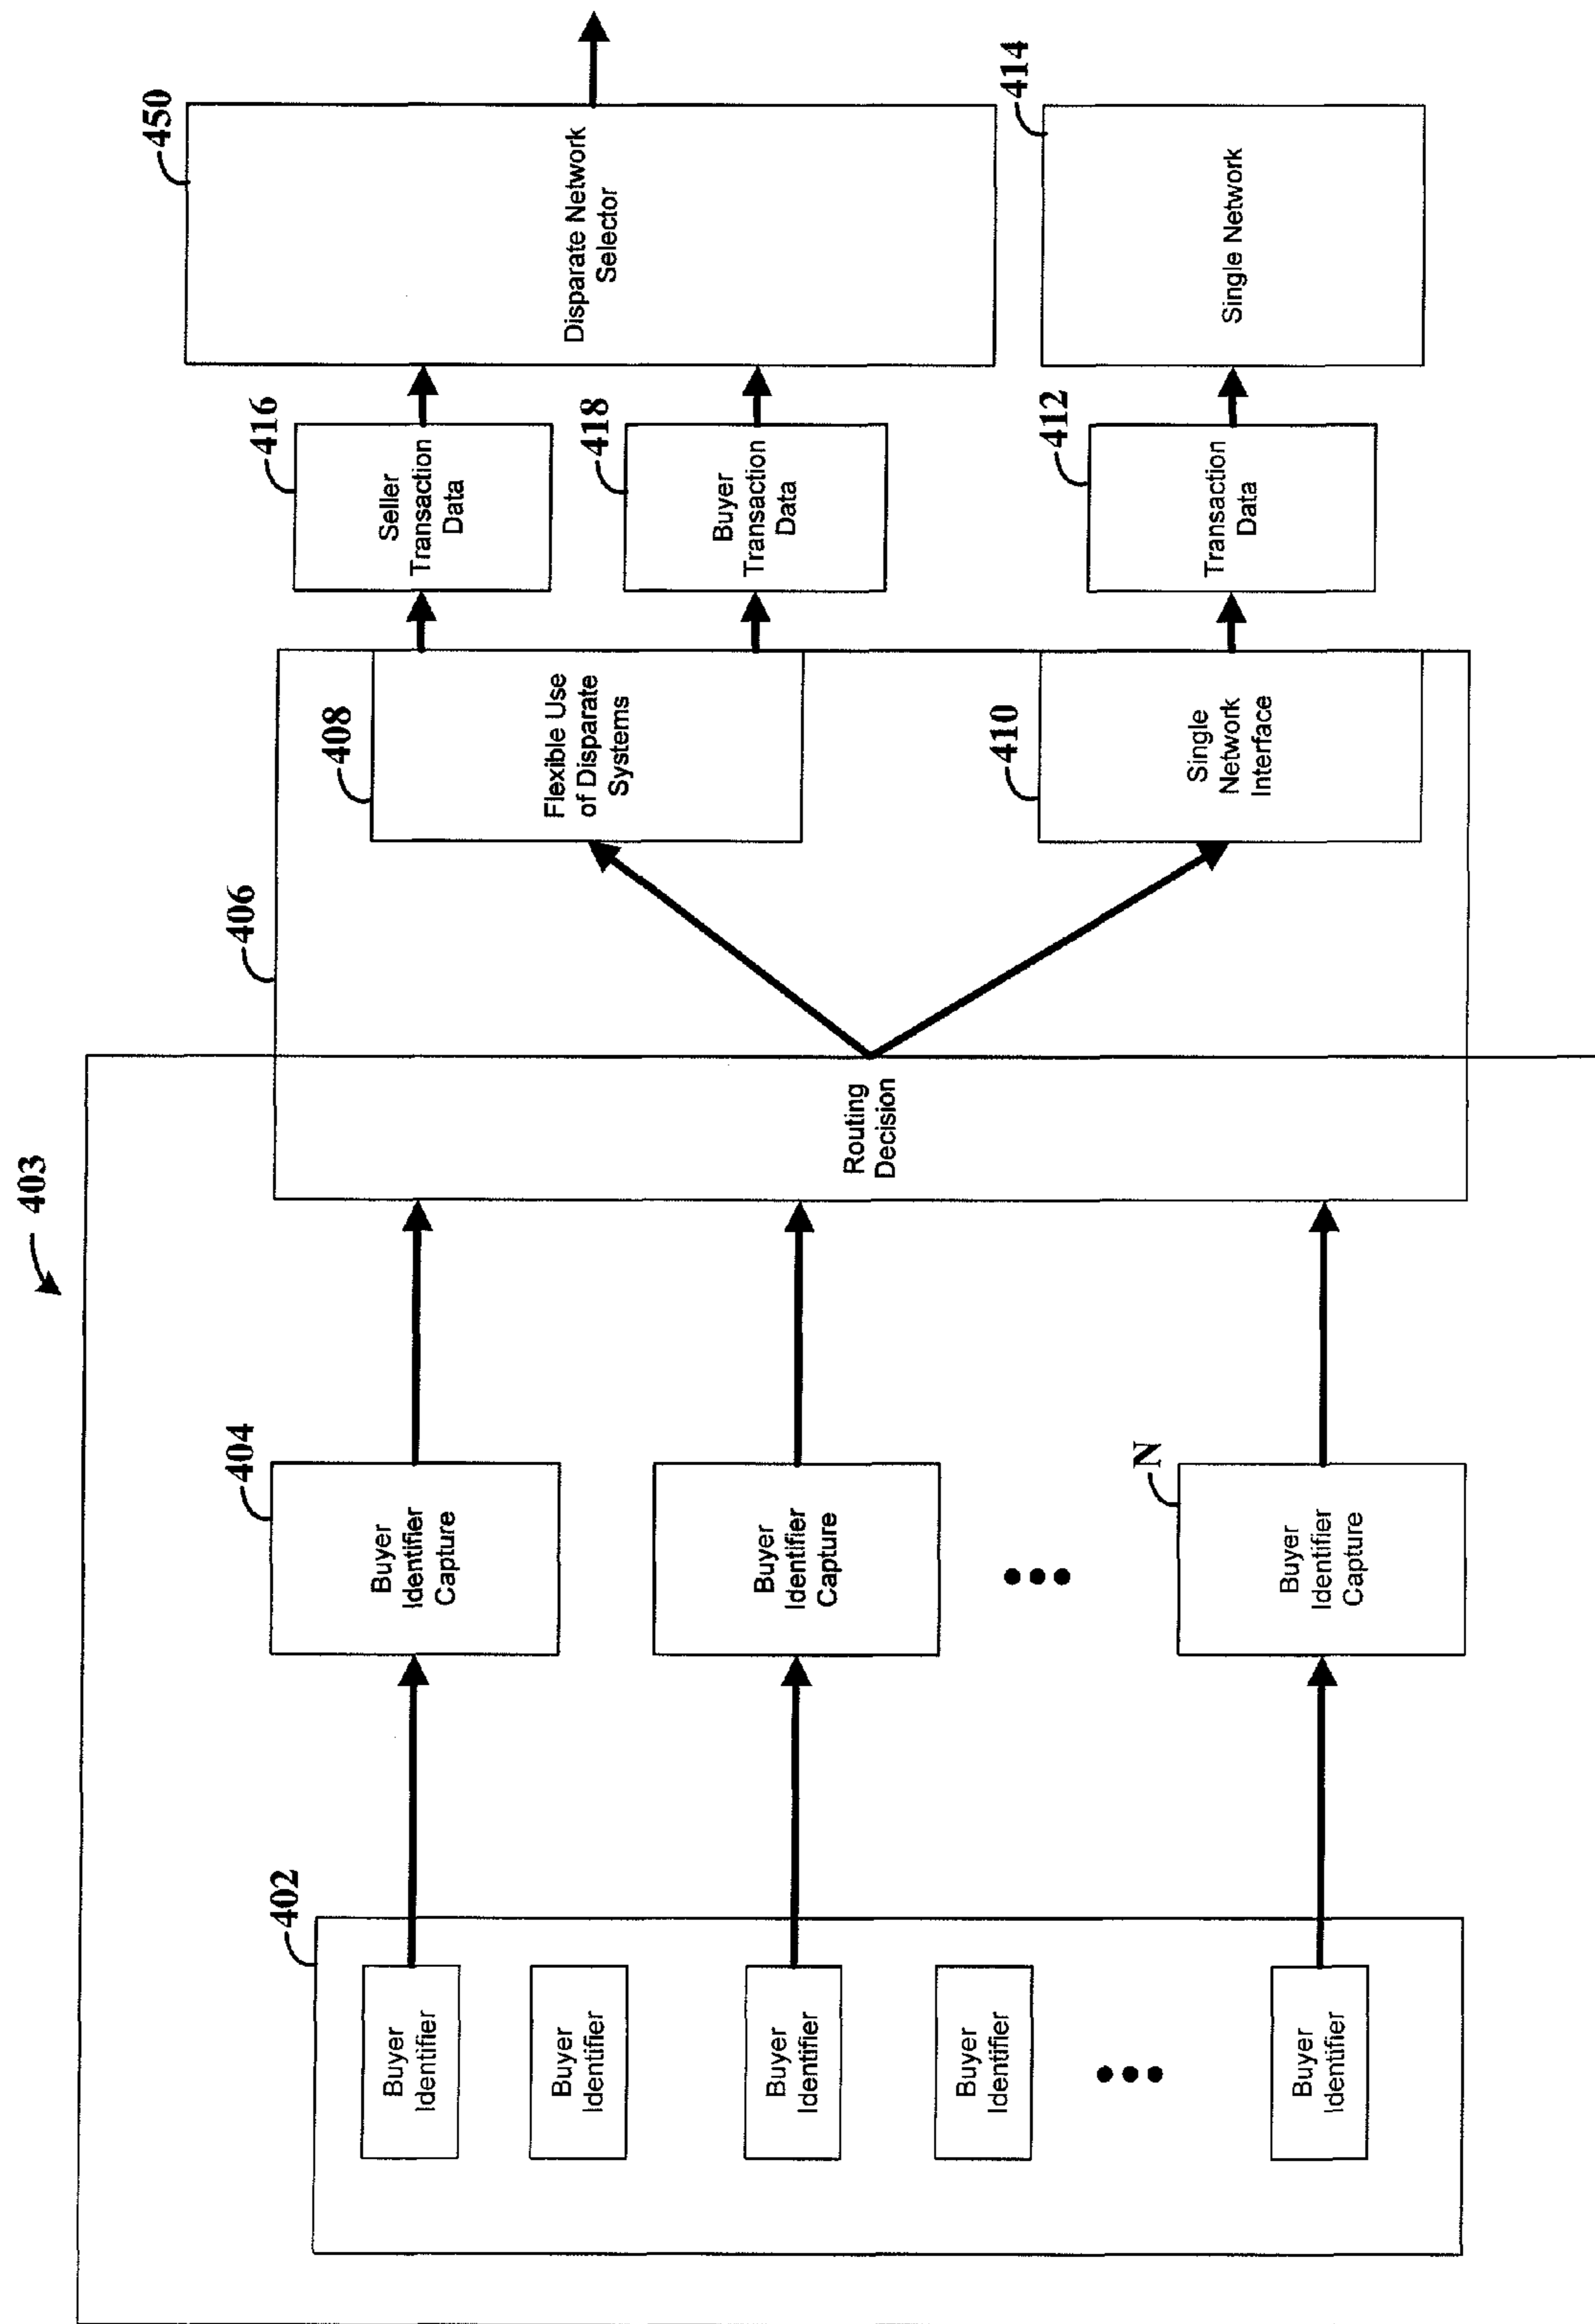 403
402
Buyer
Identifier
Buyer
Identifier
Buyer
Identifier
Buyer
Identifier
Buyer
Identifier
404
Buyer
Identifier
Capture
Buyer
Identifier
Capture
N
Buyer
Identifier
Capture
406
Routing
Decision
408
Flexible Use
of Disparate
Systems
410
Single
Network
Interface
416
Seller
Transaction
Data
418
Buyer
Transaction
Data
412
Transaction
Data
450
Disparate Network
Selector
414
Single Network